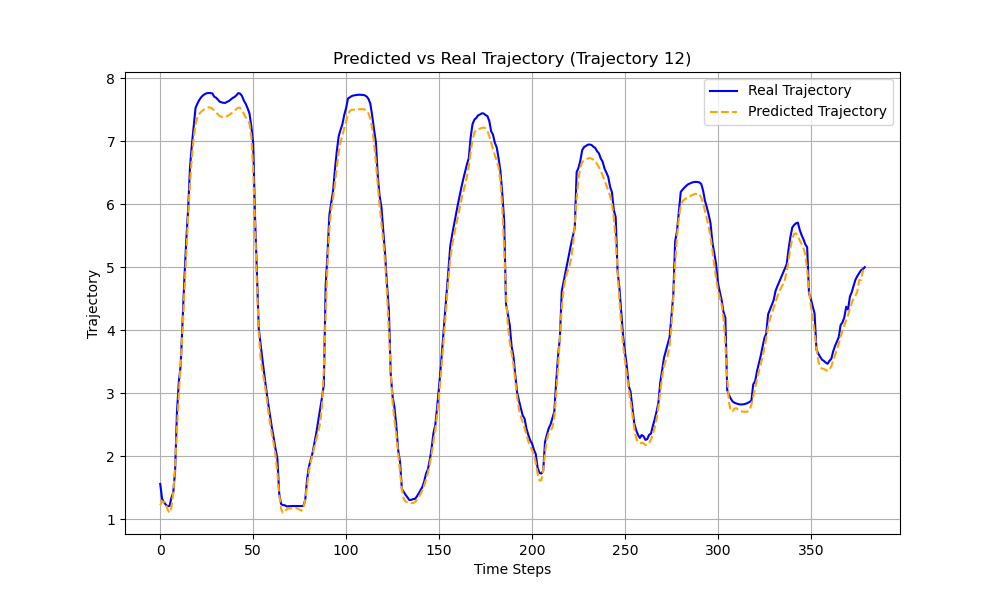 Predicted vs Real Trajectory (Trajectory 12)
Real Trajectory
Predicted Trajectory
Trajectory
8
7
6
5
4
3
2
1
0 50 100 150 200 250 300 350
Time Steps